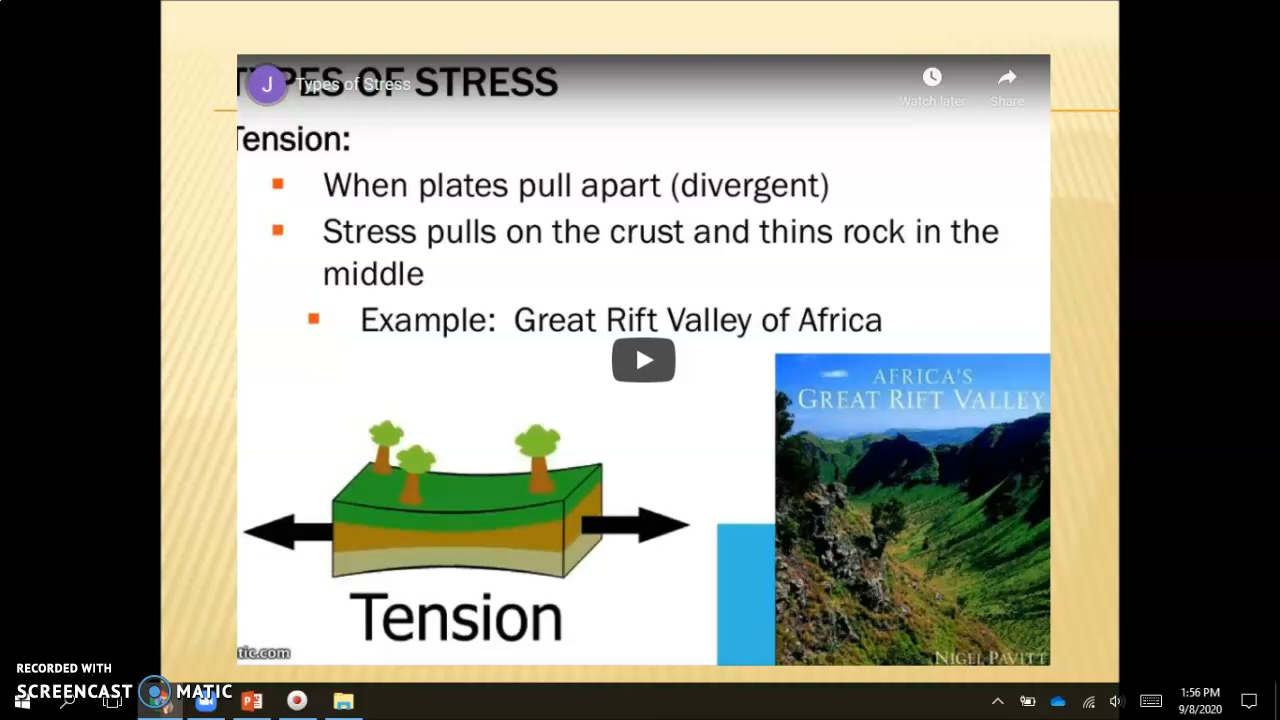 TYPES OF STRESS
J
Types of Stress
Watch later
Share
Tension:
When plates pull apart (divergent)
Stress pulls on the crust and thins rock in the
middle
Example: Great Rift Valley of Africa
AFRICA'S
GREAT RIFT VALLEY
Tension
tic.com
NIGEL PAVITT
RECORDED WITH
SCREENCAST MATIC
1:56 PM
9/8/2020